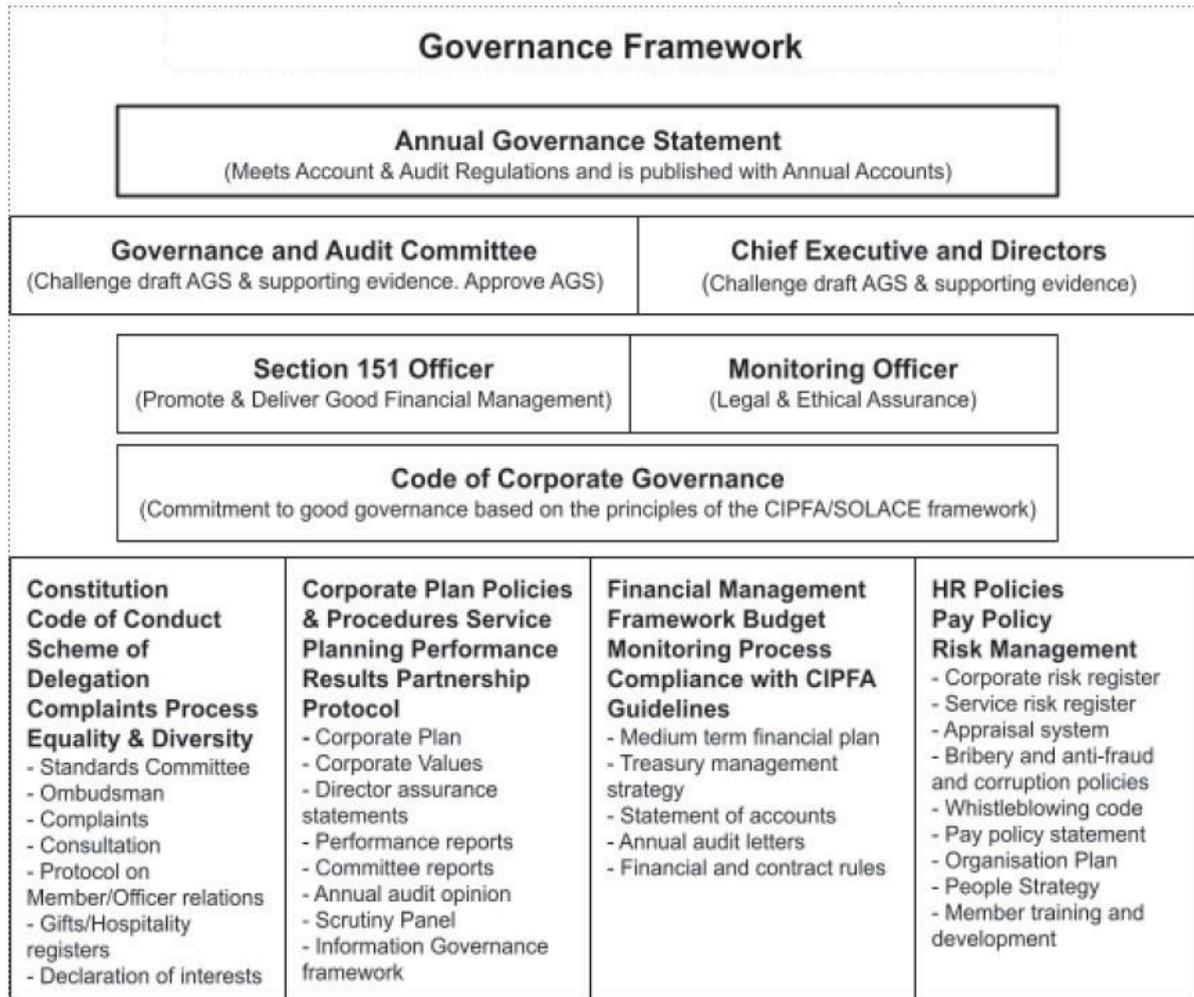 Governance Framework
Annual Governance Statement
(Meets Account & Audit Regulations and is published with Annual Accounts)
Governance and Audit Committee
(Challenge draft AGS & supporting evidence. Approve AGS)
Chief Executive and Directors
(Challenge draft AGS & supporting evidence)
Section 151 Officer
(Promote & Deliver Good Financial Management)
Monitoring Officer
(Legal & Ethical Assurance)
Code of Corporate Governance
(Commitment to good governance based on the principles of the CIPFA/SOLACE framework)
Constitution
Code of Conduct
Scheme of
Delegation
Complaints Process
Equality & Diversity
- Standards Committee
- Ombudsman
- Complaints
- Consultation
- Protocol on
Member/Officer relations
- Gifts/Hospitality
registers
- Declaration of interests
Corporate Plan Policies
& Procedures Service
Planning Performance
Results Partnership
Protocol
- Corporate Plan
- Corporate Values
- Director assurance
statements
- Performance reports
- Committee reports
- Annual audit opinion
- Scrutiny Panel
- Information Governance
framework
Financial Management
Framework Budget
Monitoring Process
Compliance with CIPFA
Guidelines
- Medium term financial plan
- Treasury management
strategy
- Statement of accounts
- Annual audit letters
- Financial and contract rules
HR Policies
Pay Policy
Risk Management
- Corporate risk register
- Service risk register
- Appraisal system
- Bribery and anti-fraud
and corruption policies
- Whistleblowing code
- Pay policy statement
- Organisation Plan
- People Strategy
- Member training and
development